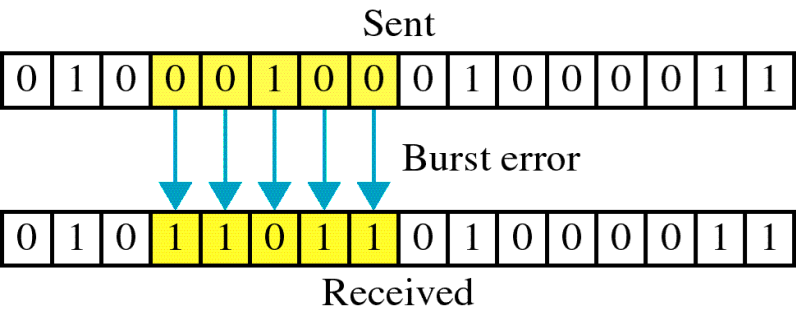 Sent
0 1 0 0 0 1 0 0 0 1 0 0 0 0 1 1
Burst error
0 1 0 1 1 0 1 1 0 1 0 0 0 0 1 1
Received